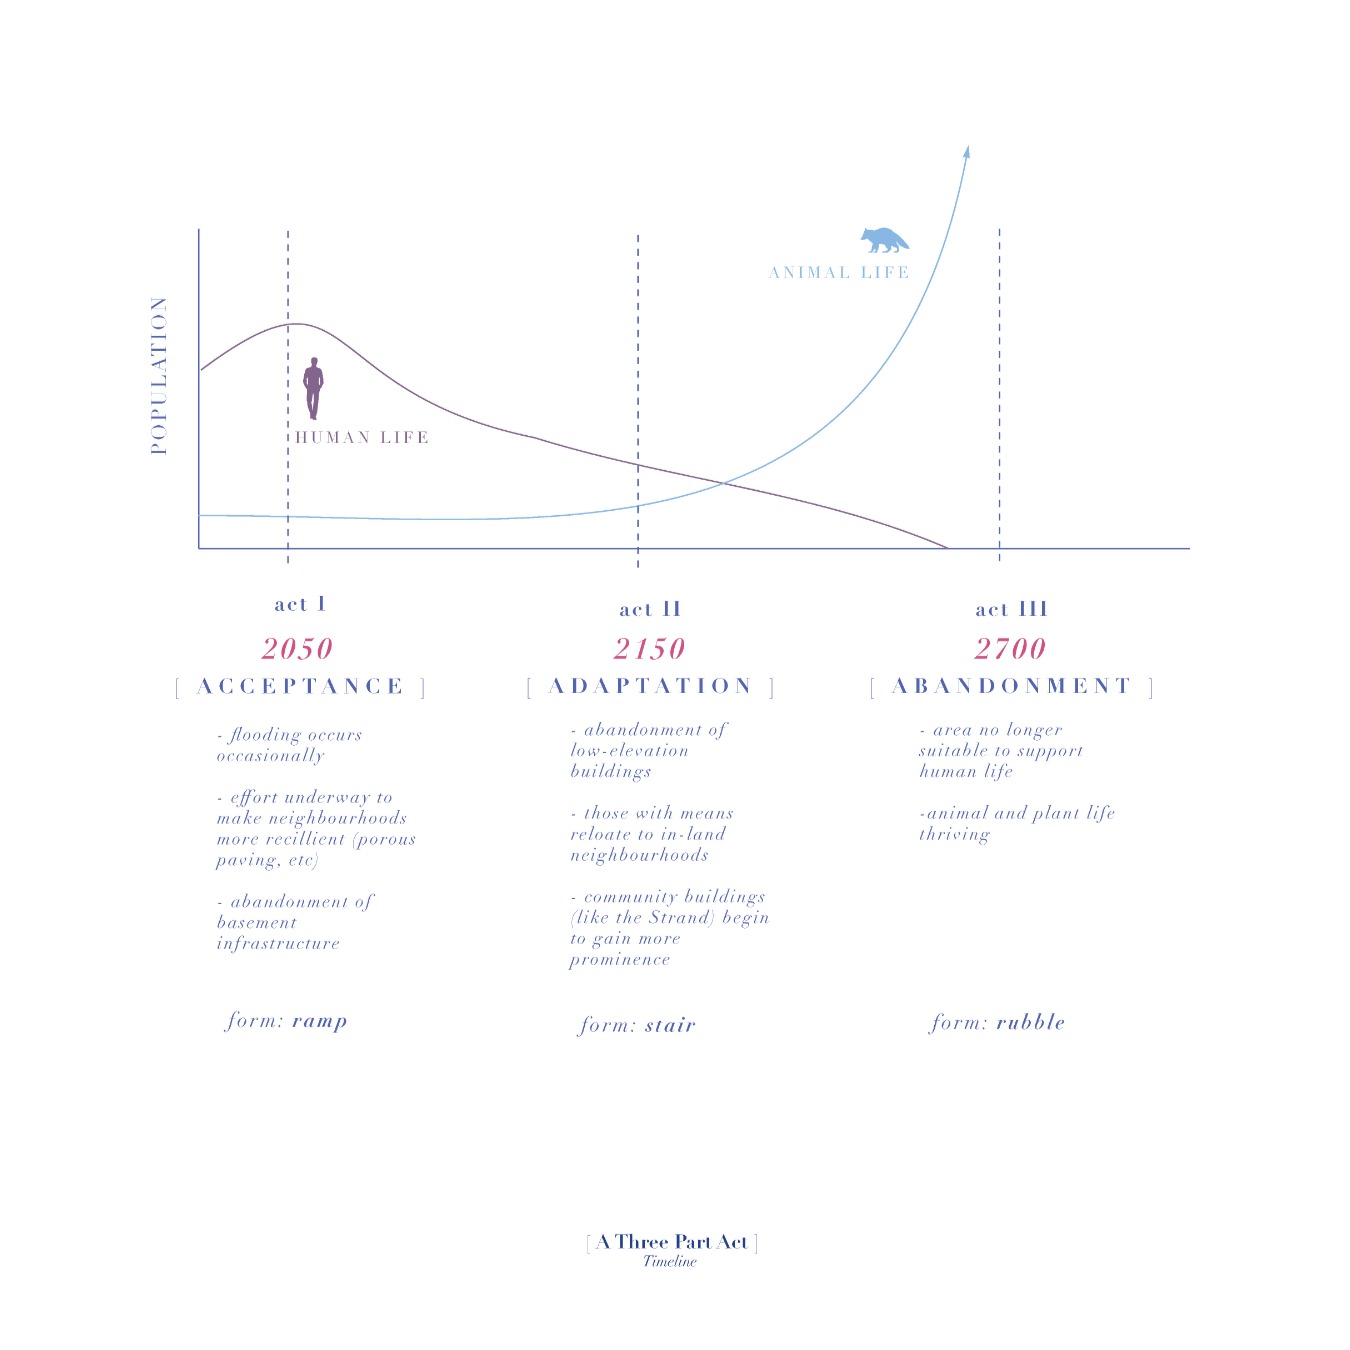 POPULATION
ANIMAL LIFE
HUMAN LIFE
act I
2050
[ ACCEPTANCE ]
- flooding occurs
occasionally
- effort underway to
make neighbourhoods
more recillient (porous
paving, etc)
- abandonment of
basement
infrastructure
form: ramp
act II
2150
[ ADAPTATION ]
- abandonment of
low-elevation
buildings
- those with means
reloate to in-land
neighbourhoods
- community buildings
(like the Strand) begin
to gain more
prominence
form: stair
act III
2700
[ ABANDONMENT ]
- area no longer
suitable to support
human life
-animal and plant life
thriving
form: rubble
[ A Three Part Act ]
Timeline